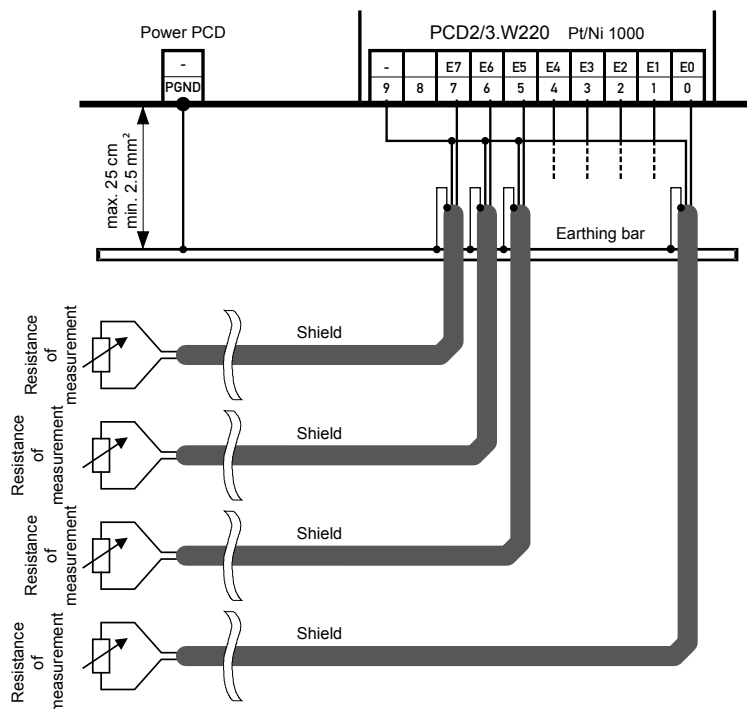 Power PCD
PCD2/3.W220 Pt/Ni 1000
-
PGND
- E7 E6 E5 E4 E3 E2 E1 E0
9 8 7 6 5 4 3 2 1 0
max. 25 cm
min. 2.5 mm²
Earthing bar
Resistance
of
measurement
Shield
Resistance
of
measurement
Shield
Resistance
of
measurement
Shield
Resistance
of
measurement
Shield